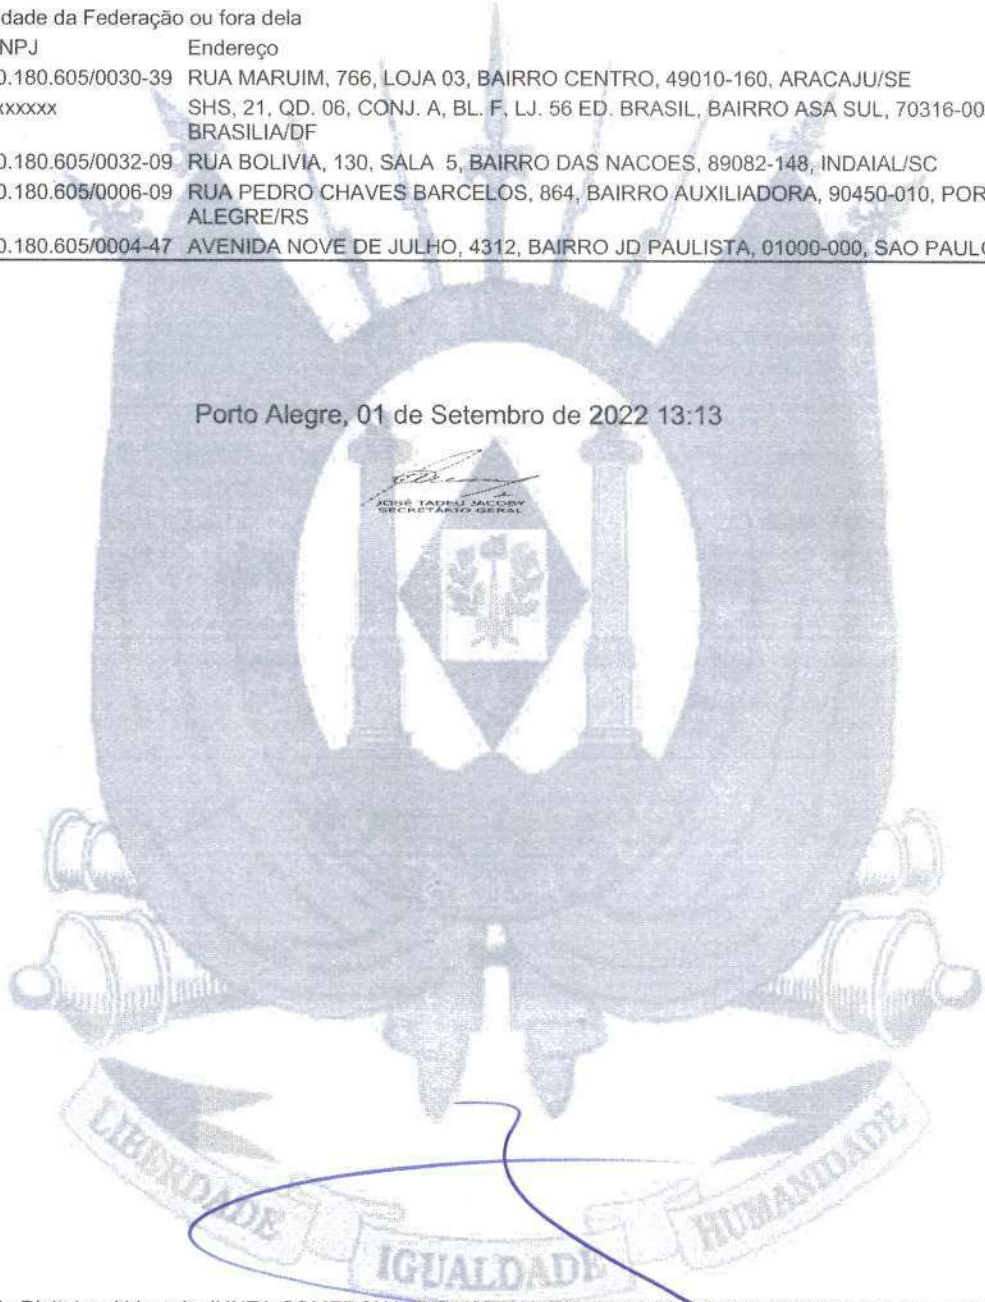 dade da Federação ou fora dela
NPJ Endereço
0.180.605/0030-39 RUA MARUIM, 766, LOJA 03, BAIRRO CENTRO, 49010-160, ARACAJU/SE
xxxxxx SHS, 21, QD. 06, CONJ. A, BL. F, LJ. 56 ED. BRASIL, BAIRRO ASA SUL, 70316-00
BRASILIA/DF
0.180.605/0032-09 RUA BOLIVIA, 130, SALA 5, BAIRRO DAS NACOES, 89082-148, INDAIAL/SC
0.180.605/0006-09 RUA PEDRO CHAVES BARCELOS, 864, BAIRRO AUXILIADORA, 90450-010, POR
ALEGRE/RS
0.180.605/0004-47 AVENIDA NOVE DE JULHO, 4312, BAIRRO JD PAULISTA, 01000-000, SAO PAULO
Porto Alegre, 01 de Setembro de 2022 13:13
JOSÉ TADEU JACOBY
SECRETÁRIO GERAL
LIBERDADE
IGUALDADE
HUMANIDADE